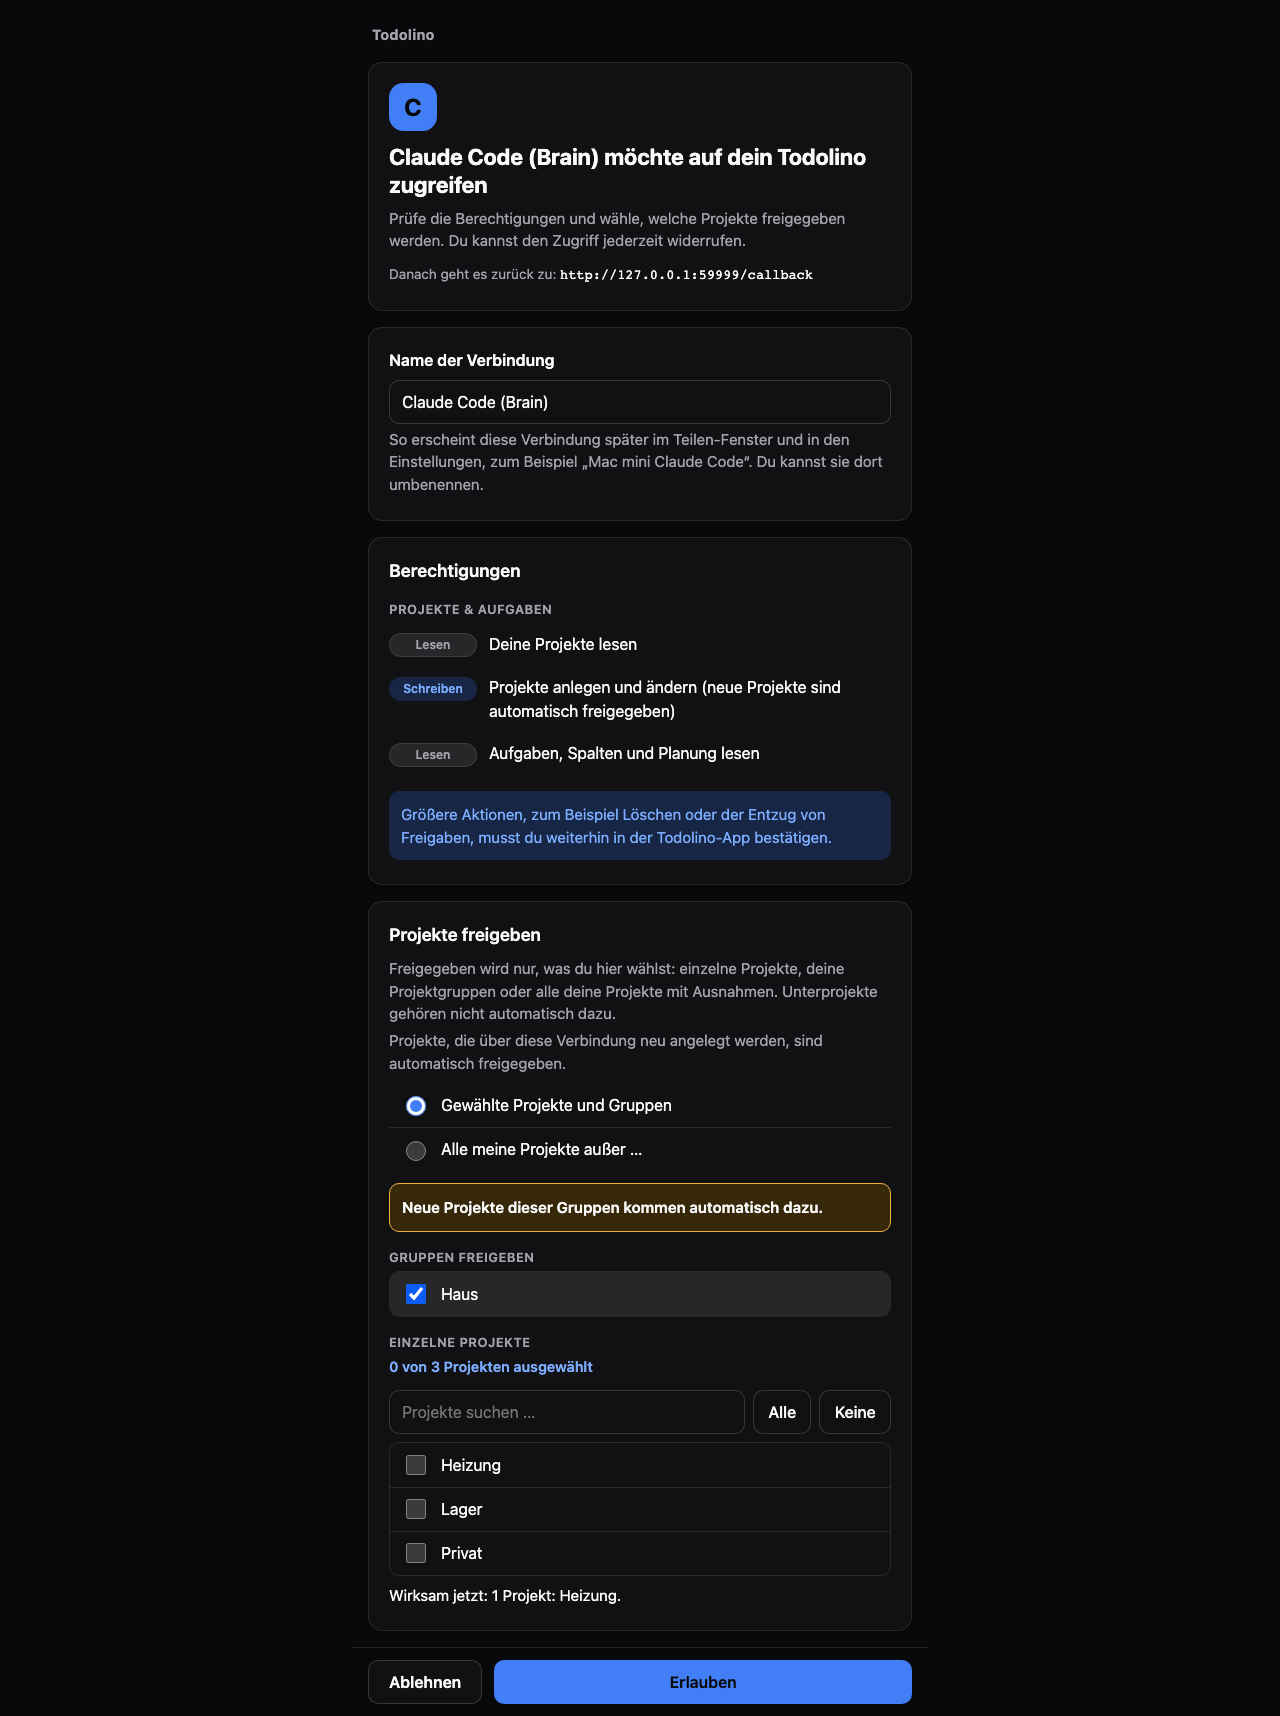 Todolino
C
Claude Code (Brain) möchte auf dein Todolino
zugreifen
Prüfe die Berechtigungen und wähle, welche Projekte freigegeben
werden. Du kannst den Zugriff jederzeit widerrufen.
Danach geht es zurück zu: http://127.0.0.1:59999/callback
Name der Verbindung
Claude Code (Brain)
So erscheint diese Verbindung später im Teilen-Fenster und in den
Einstellungen, zum Beispiel „Mac mini Claude Code“. Du kannst sie dort
umbenennen.
Berechtigungen
PROJEKTE & AUFGABEN
Lesen Deine Projekte lesen
Schreiben Projekte anlegen und ändern (neue Projekte sind
automatisch freigegeben)
Lesen Aufgaben, Spalten und Planung lesen
Größere Aktionen, zum Beispiel Löschen oder der Entzug von
Freigaben, musst du weiterhin in der Todolino-App bestätigen.
Projekte freigeben
Freigegeben wird nur, was du hier wählst: einzelne Projekte, deine
Projektgruppen oder alle deine Projekte mit Ausnahmen. Unterprojekte
gehören nicht automatisch dazu.
Projekte, die über diese Verbindung neu angelegt werden, sind
automatisch freigegeben.
Gewählte Projekte und Gruppen
Alle meine Projekte außer ...
Neue Projekte dieser Gruppen kommen automatisch dazu.
GRUPPEN FREIGEBEN
Haus
EINZELNE PROJEKTE
0 von 3 Projekten ausgewählt
Projekte suchen ... Alle Keine
Heizung
Lager
Privat
Wirksam jetzt: 1 Projekt: Heizung.
Ablehnen Erlauben